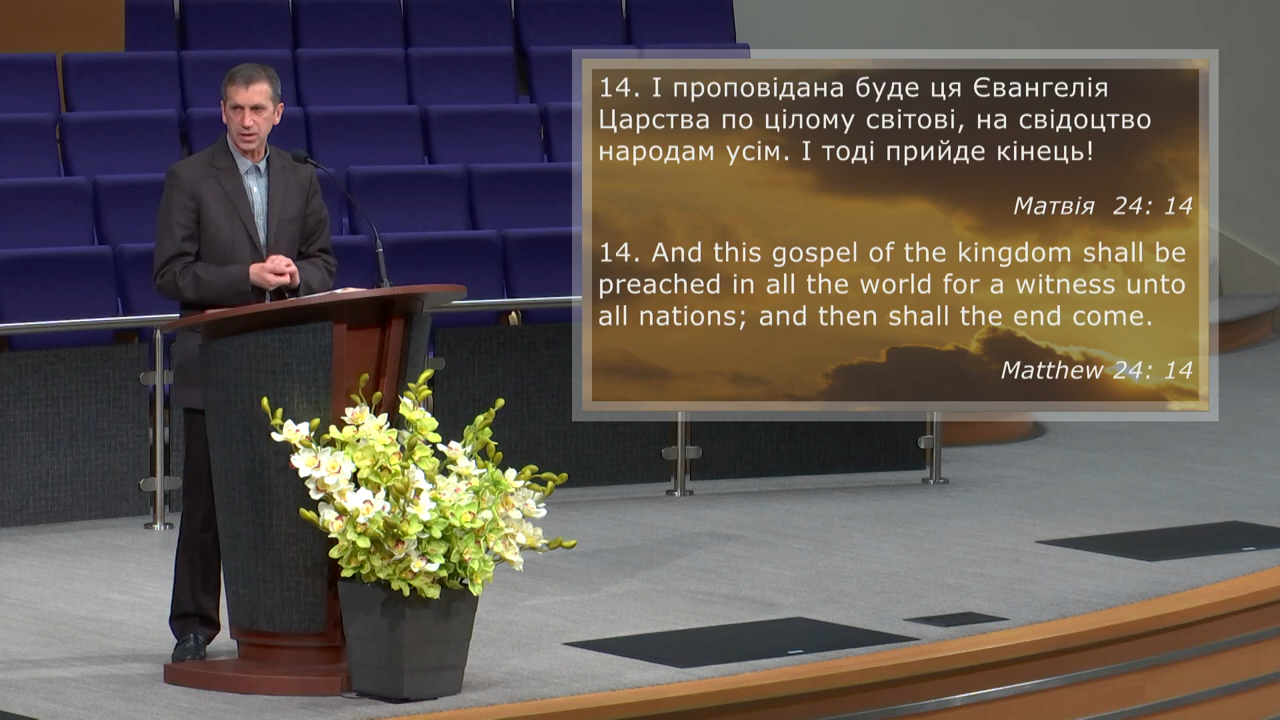 14. І проповідана буде ця Євангелія
Царства по цілому світові, на свідоцтво
народам усім. І тоді прийде кінець!
Матвія 24: 14
14. And this gospel of the kingdom shall be
preached in all the world for a witness unto
all nations; and then shall the end come.
Matthew 24: 14